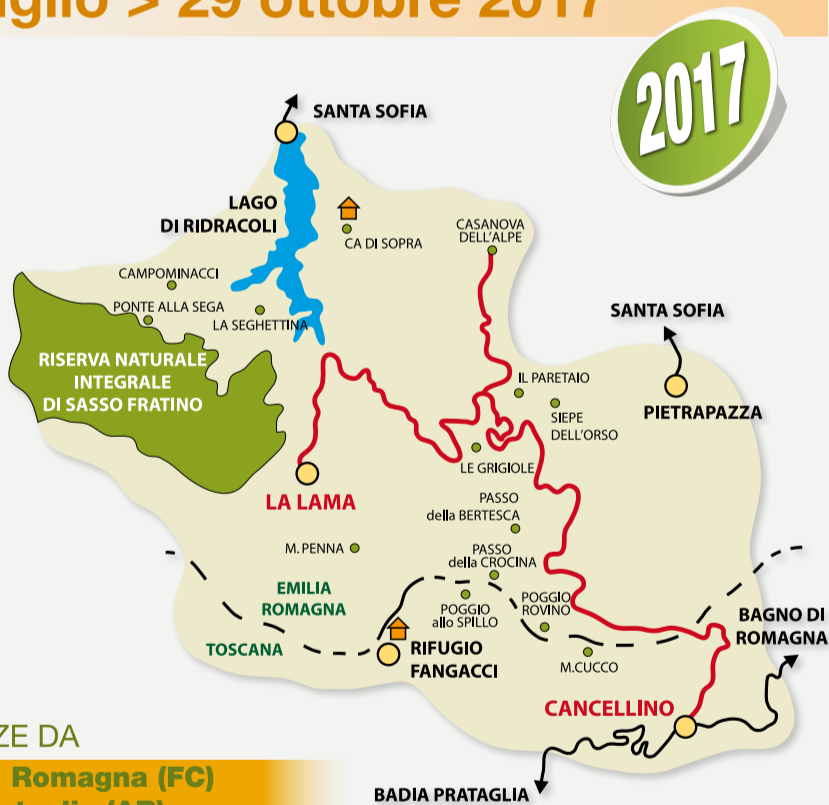 > 29 ottobre 2017
2017
SANTA SOFIA
LAGO
DI RIDRACOLI
CA DI SOPRA
CASANOVA
DELL'ALPE
CAMPOMINACCI
PONTE ALLA SEGA
LA SEGHETTINA
SANTA SOFIA
RISERVA NATURALE
INTEGRALE
DI SASSO FRATINO
IL PARETAIO
SIEPE
DELL'ORSO
PIETRAPAZZA
LE GRIGIOLE
LA LAMA
PASSO
della BERTESCA
M. PENNA
PASSO
della CROCINA
EMILIA
ROMAGNA
POGGIO
allo SPILLO
POGGIO
ROVINO
BAGNO DI
ROMAGNA
TOSCANA
RIFUGIO
FANGACCI
M.CUCCO
CANCELLINO
ZE DA
Romagna (FC)
BADIA PRATAGLIA